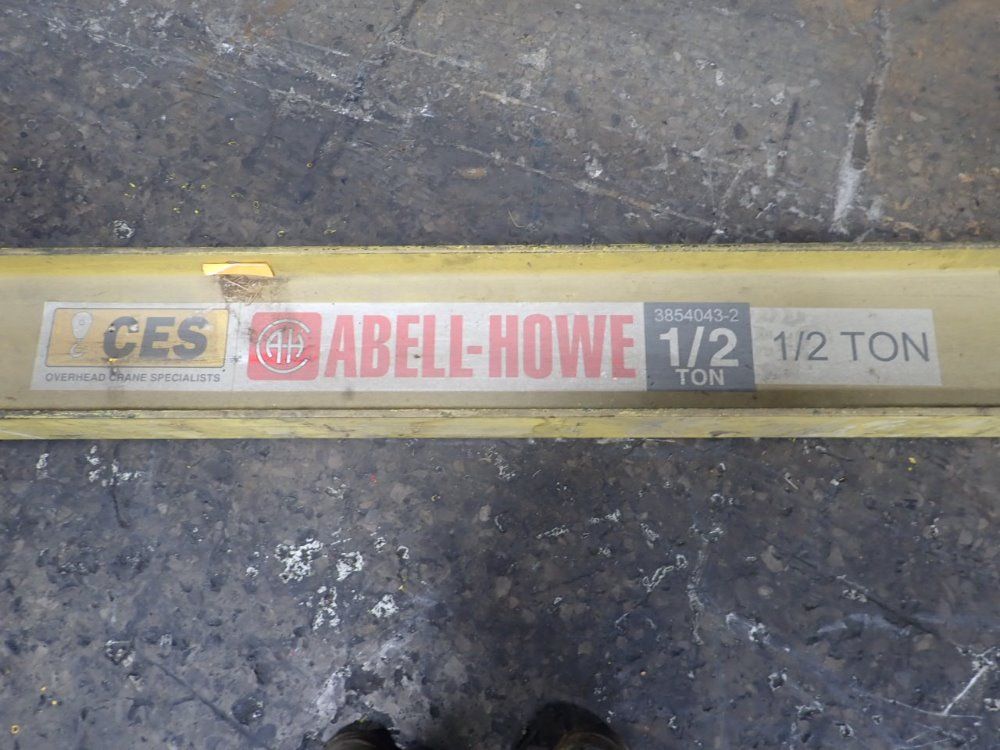 CES
OVERHEAD CRANE SPECIALISTS
AH
ABELL-HOWE
3854043-2
1/2
TON
1/2 TON